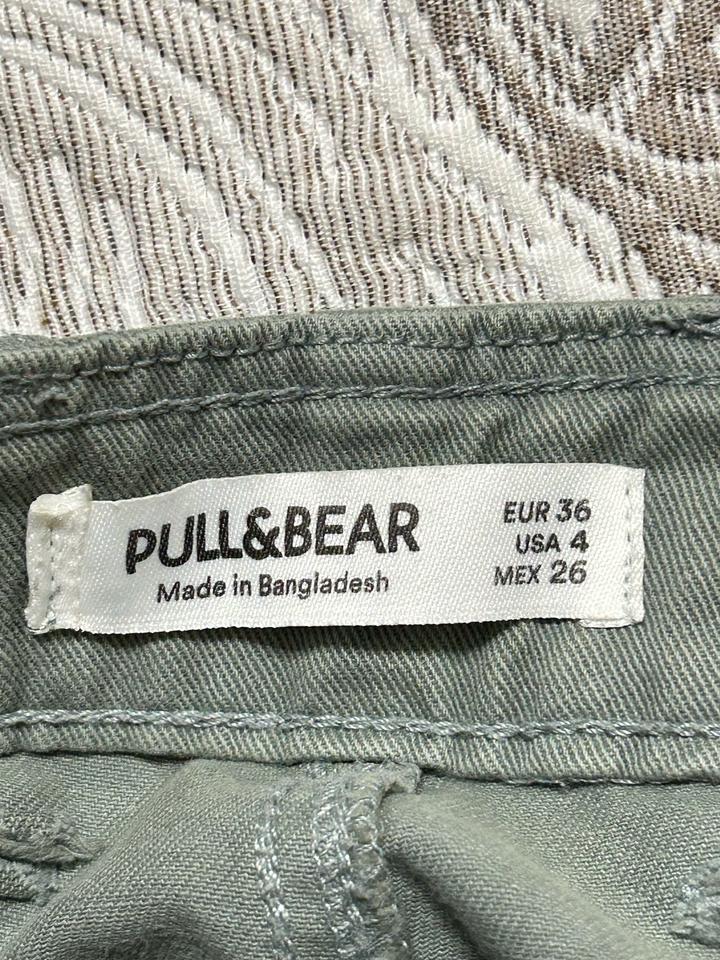 PULL&BEAR
Made in Bangladesh
EUR 36
USA 4
MEX 26